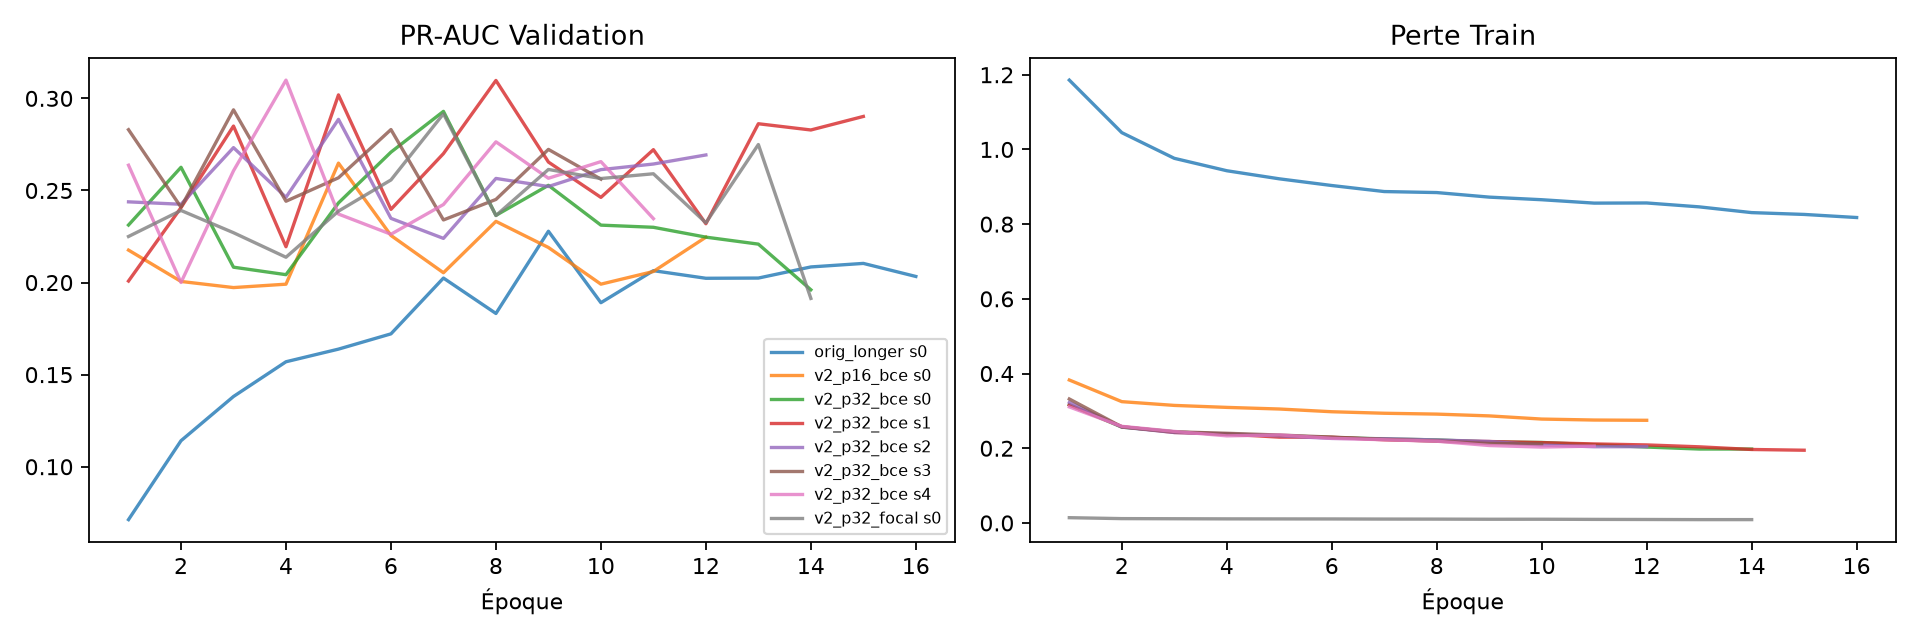 PR-AUC Validation
0.30
0.25
0.20
0.15
0.10
2 4 6 8 10 12 14 16
Époque
orig_longer s0
v2_p16_bce s0
v2_p32_bce s0
v2_p32_bce s1
v2_p32_bce s2
v2_p32_bce s3
v2_p32_bce s4
v2_p32_focal s0
Perte Train
1.2
1.0
0.8
0.6
0.4
0.2
0.0
2 4 6 8 10 12 14 16
Époque